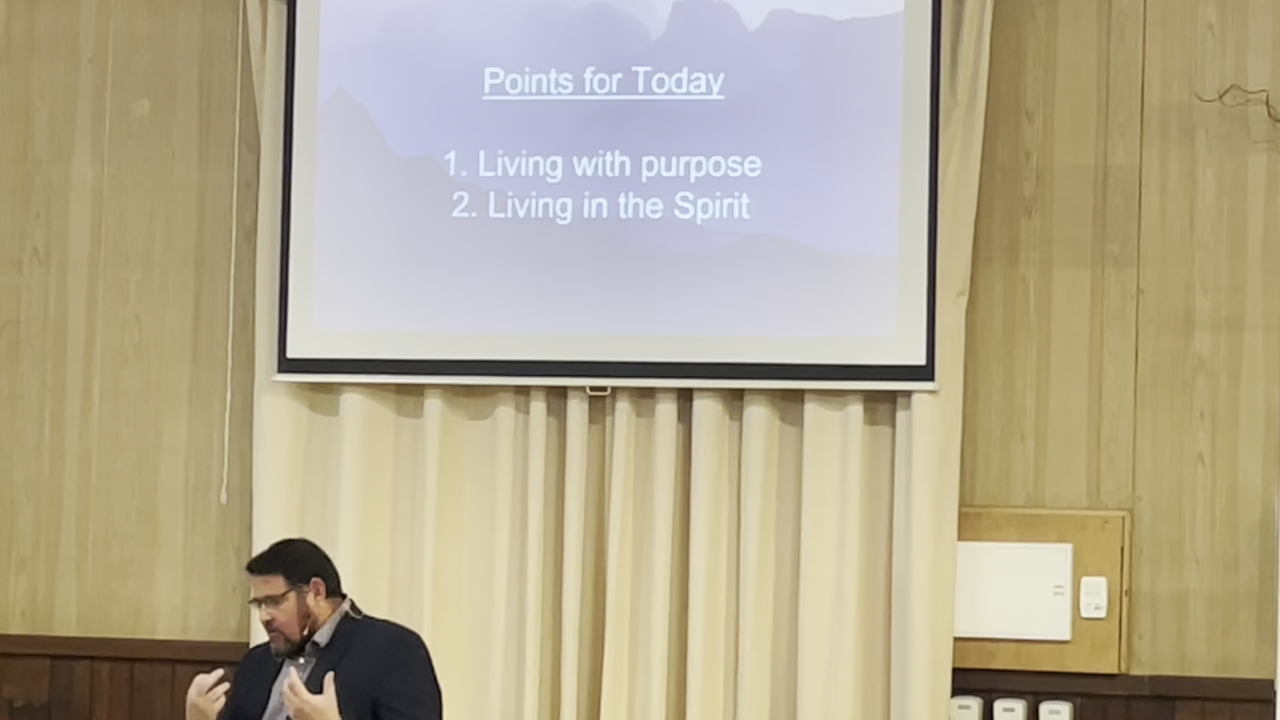 Points for Today
1. Living with purpose
2. Living in the Spirit